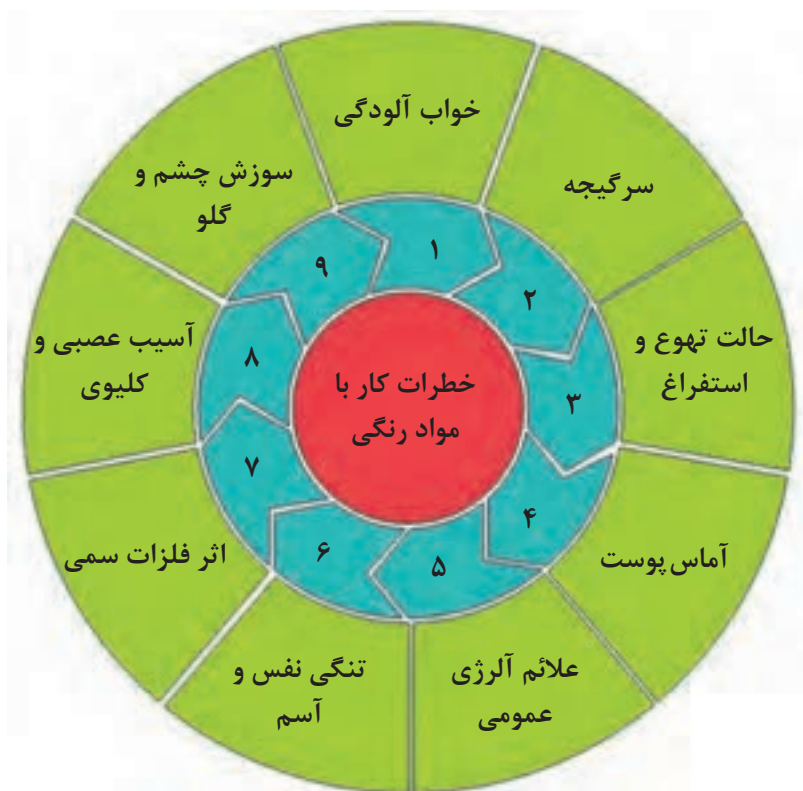 خطرات کار با
مواد رنگی
۱
خواب آلودگی
۲
سرگیجه
۳
حالت تهوع و
استفراغ
۴
آماس پوست
۵
علائم آلرژی
عمومی
۶
تنگی نفس و
آسم
۷
اثر فلزات سمی
۸
آسیب عصبی و
کلیوی
۹
سوزش چشم و
گلو